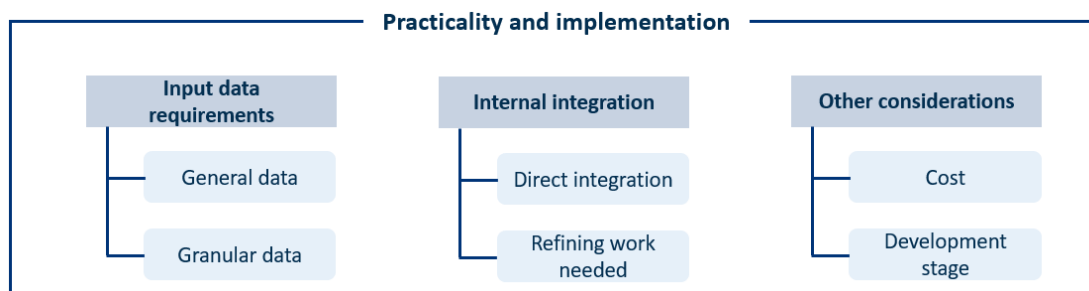 Practicality and implementation
Input data
requirements
General data
Granular data
Internal integration
Direct integration
Refining work
needed
Other considerations
Cost
Development
stage